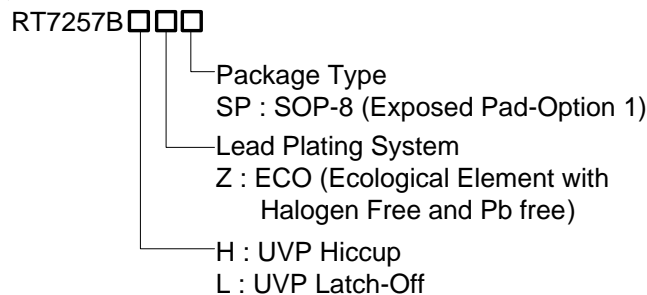 RT7257B□□□
Package Type
SP : SOP-8 (Exposed Pad-Option 1)
Lead Plating System
Z : ECO (Ecological Element with
Halogen Free and Pb free)
H : UVP Hiccup
L : UVP Latch-Off